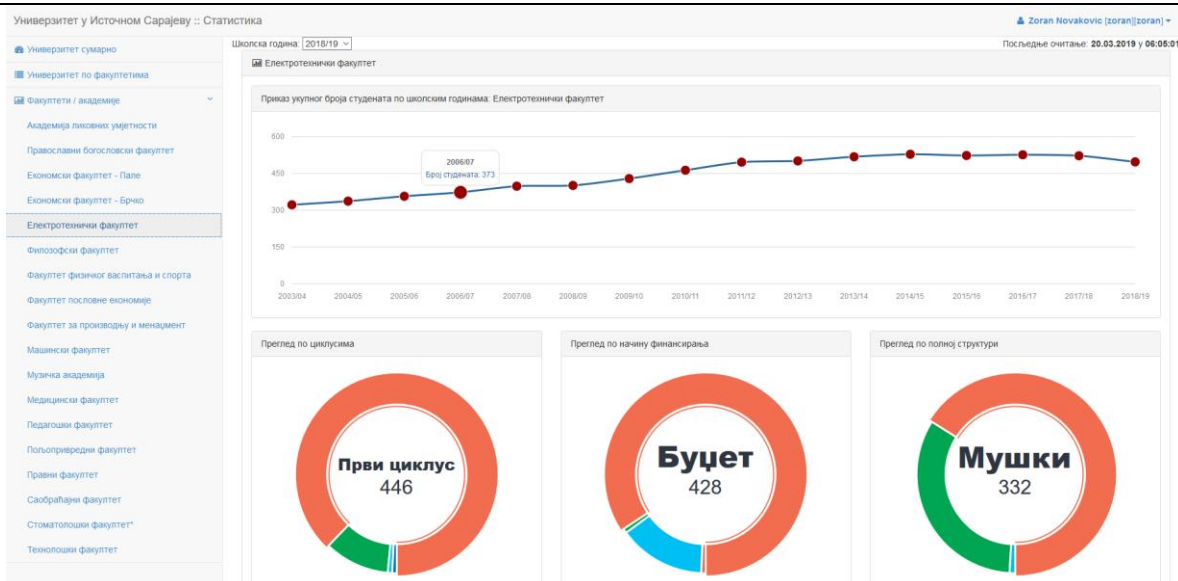 Универзитет у Источном Сарајеву :: Статистика
Zoran Novakovic [zoran][zoran]
Универзитет сумарно
Универзитет по факултетима
Факултети / академије
Академија ликовних умјетности
Православни богословски факултет
Економски факултет - Пале
Економски факултет - Брчко
Електротехнички факултет
Филозофски факултет
Факултет физичког васпитања и спорта
Факултет пословне економије
Факултет за производњу и менаџмент
Машински факултет
Музичка академија
Медицински факултет
Педагошки факултет
Пољопривредни факултет
Правни факултет
Саобраћајни факултет
Стоматолошки факултет*
Технолошки факултет
Школска година: 2018/19
Посљедње очитање: 20.03.2019 у 06:05:01
Електротехнички факултет
Приказ укупног броја студената по школским годинама: Електротехнички факултет
600
450
300
150
0
2006/07
Број студената: 373
2003/04 2004/05 2005/06 2006/07 2007/08 2008/09 2009/10 2010/11 2011/12 2012/13 2013/14 2014/15 2015/16 2016/17 2017/18 2018/19
Преглед по циклусима
Први циклус
446
Преглед по начину финансирања
Буџет
428
Преглед по полној структури
Мушки
332